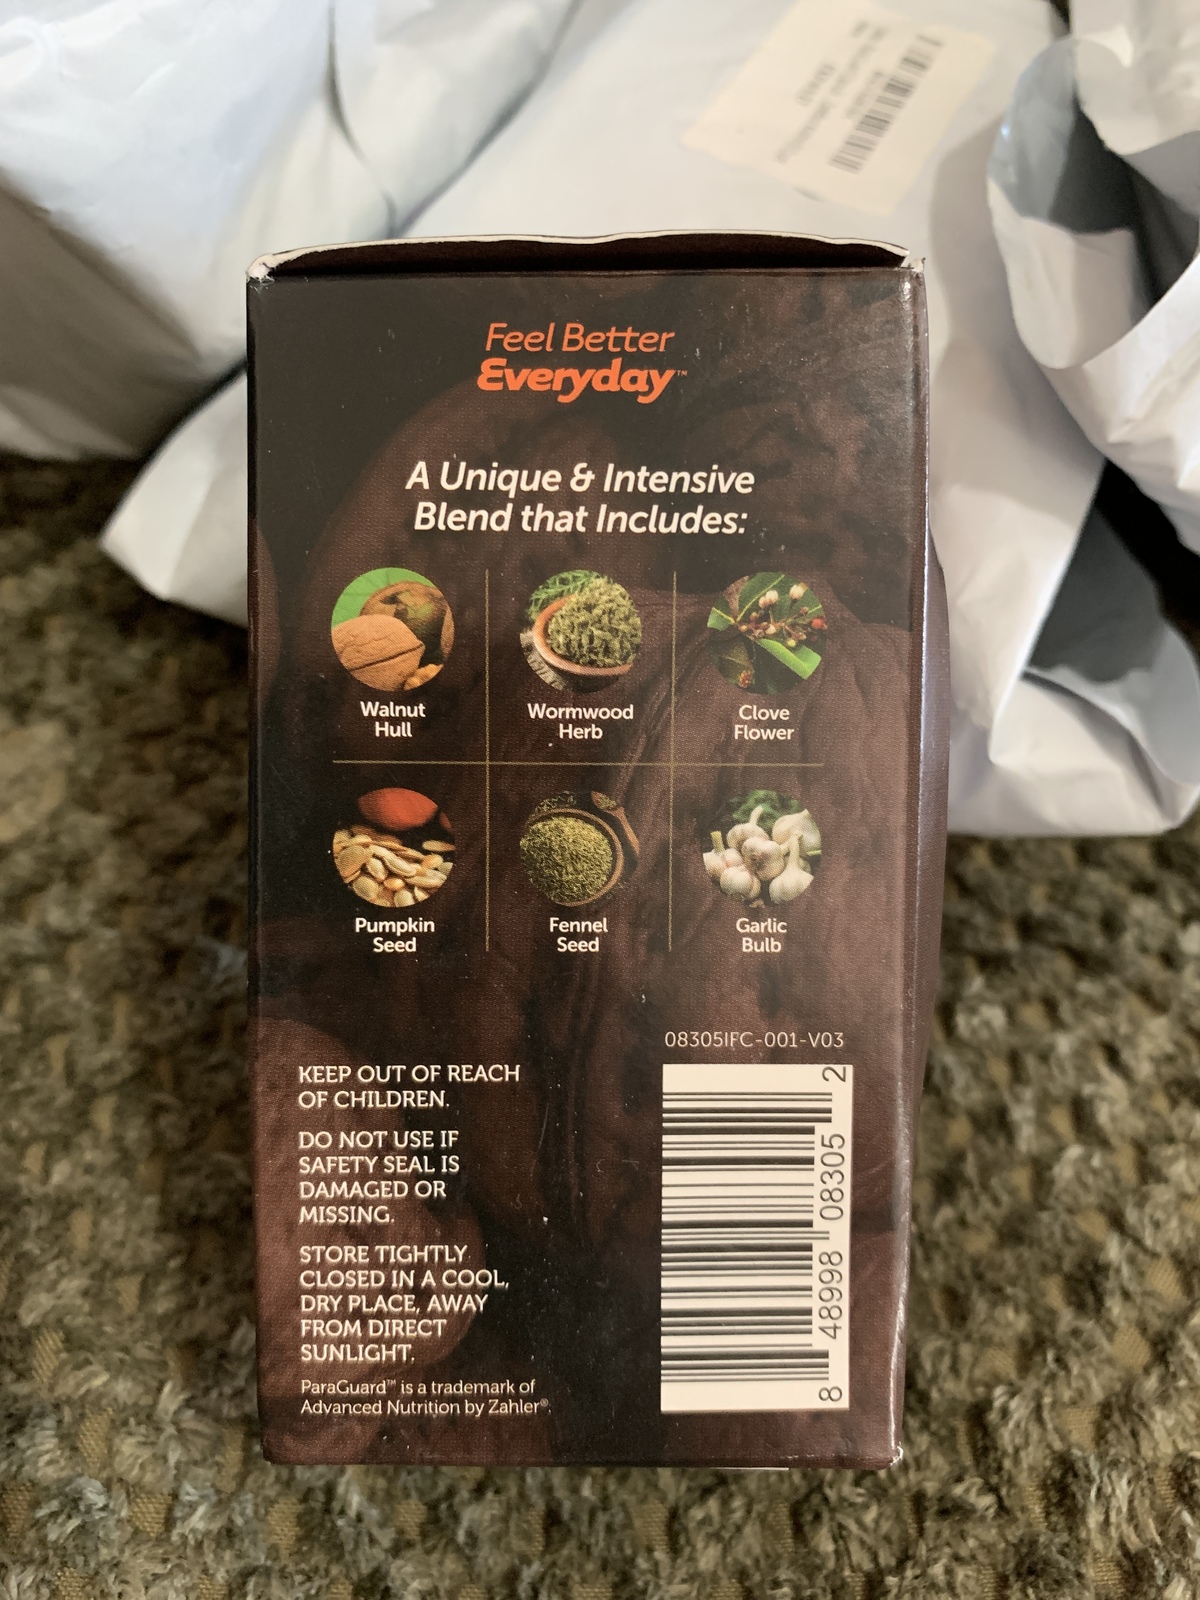 Feel Better
Everyday™
A Unique & Intensive
Blend that Includes:
Walnut
Hull
Wormwood
Herb
Clove
Flower
Pumpkin
Seed
Fennel
Seed
Garlic
Bulb
08305IFC-001-V03
KEEP OUT OF REACH
OF CHILDREN.
DO NOT USE IF
SAFETY SEAL IS
DAMAGED OR
MISSING.
STORE TIGHTLY
CLOSED IN A COOL,
DRY PLACE, AWAY
FROM DIRECT
SUNLIGHT.
ParaGuard™ is a trademark of
Advanced Nutrition by Zahler®.
8 48998 08305 2